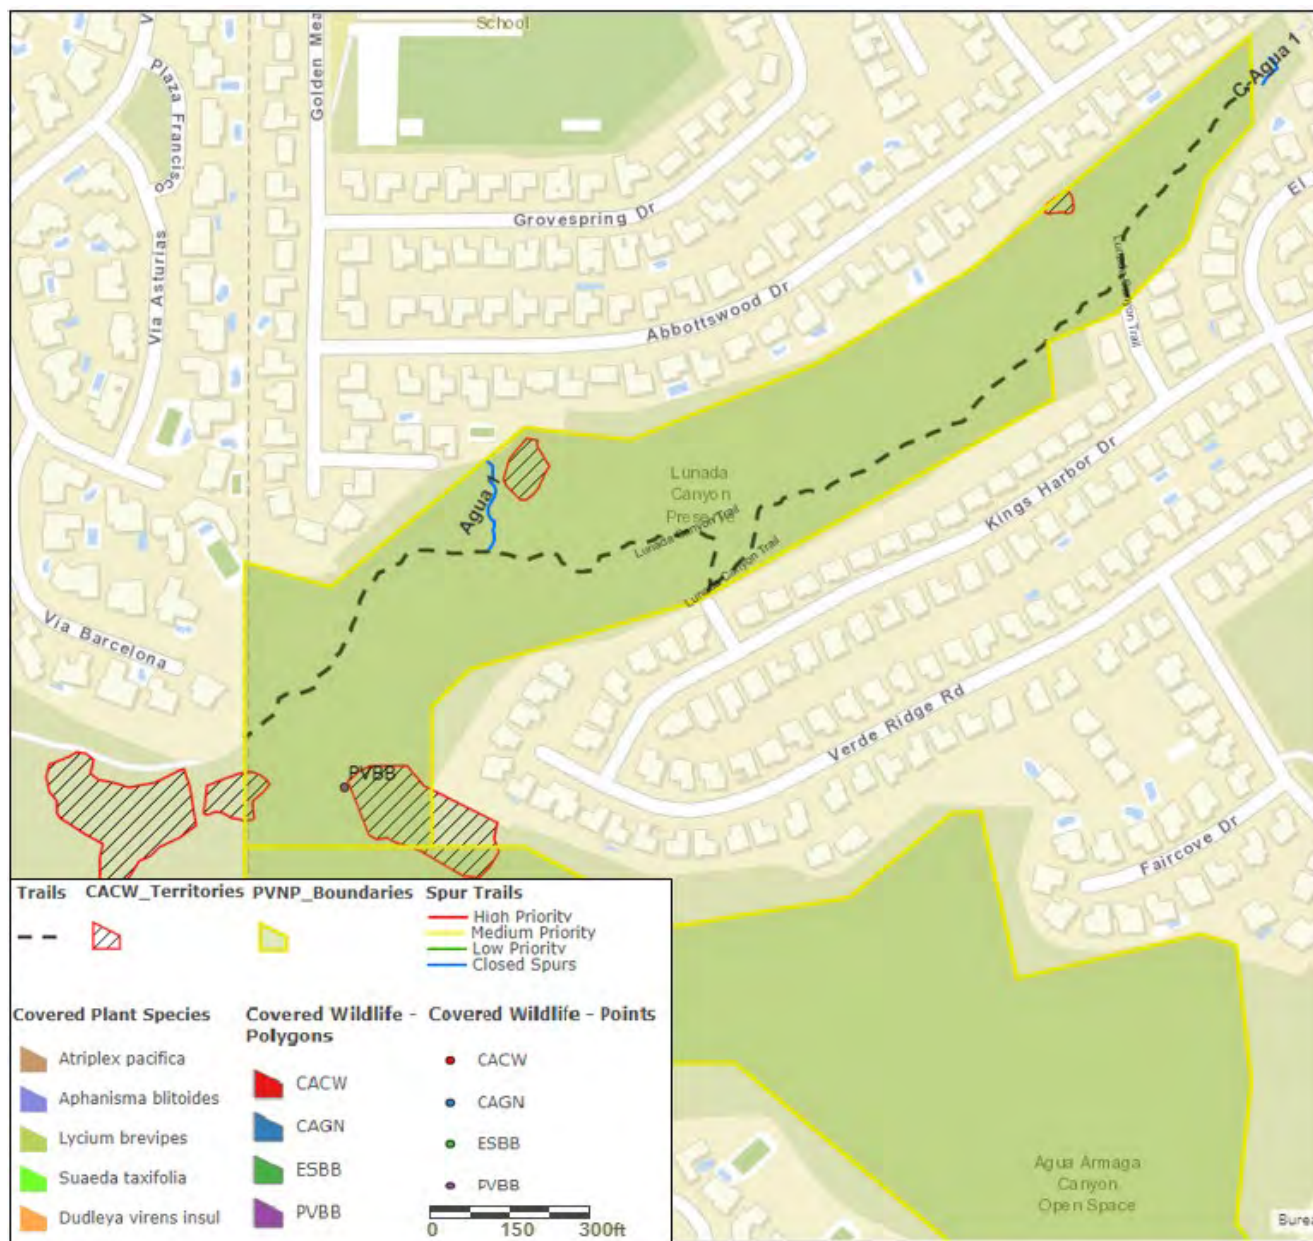 School
C-Agua 1
Plaza Francisco
Golden Mea
Via Asturias
Grovespring Dr
El
Abbottswood Dr
Lunada Canyon Trail
Agua 1
Lunada
Canyon
Preserve
Lunada Canyon Trail
Lunada Canyon Trail
Kings Harbor Dr
Via Barcelona
Verde Ridge Rd
PVBB
Faircove Dr
Trails CACW_Territories PVNP_Boundaries Spur Trails
High Priority
Medium Priority
Low Priority
Closed Spurs
Covered Plant Species
Atriplex pacifica
Aphanisma blitoides
Lycium brevipes
Suaeda taxifolia
Dudleya virens insul
Covered Wildlife -
Polygons
CACW
CAGN
ESBB
PVBB
Covered Wildlife - Points
CACW
CAGN
ESBB
PVBB
0 150 300ft
Agua Armaga
Canyon
Open Space
Burea